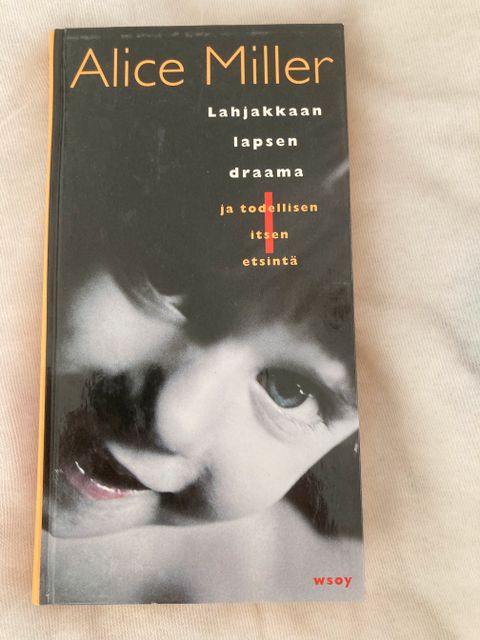 Alice Miller
Lahjakkaan
lapsen
draama
ja todellisen
itsen
etsintä
wsoy